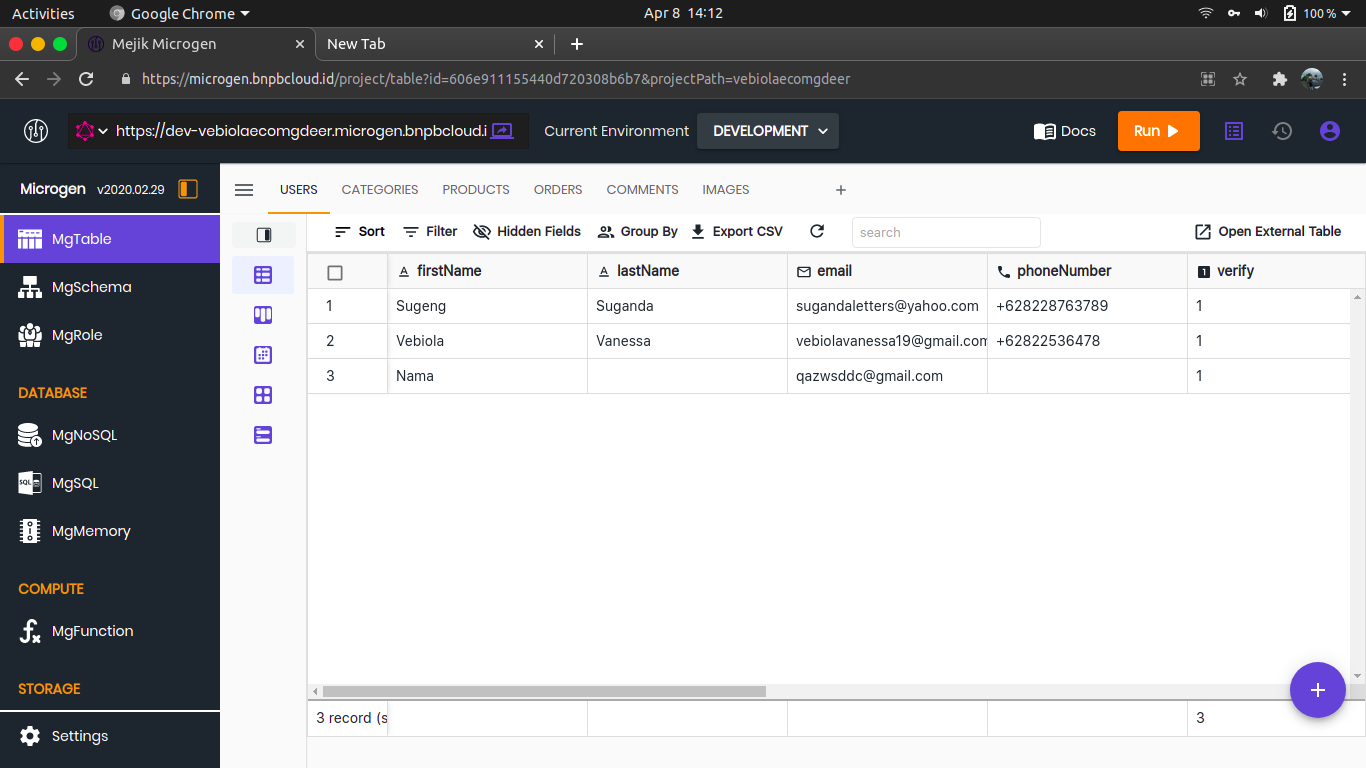 Activities Google Chrome Apr 8 14:12 100 %
Mejik Microgen New Tab
https://microgen.bnpbcloud.id/project/table?id=606e911155440d720308b6b7&projectPath=vebiolaecomgdeer
https://dev-vebiolaecomgdeer.microgen.bnpbcloud.i Current Environment DEVELOPMENT Docs Run
Microgen v2020.02.29
USERS CATEGORIES PRODUCTS ORDERS COMMENTS IMAGES +
MgTable
MgSchema
MgRole
DATABASE
MgNoSQL
MgSQL
MgMemory
COMPUTE
MgFunction
STORAGE
Settings
Sort Filter Hidden Fields Group By Export CSV search Open External Table
firstName lastName email phoneNumber verify
1 Sugeng Suganda sugandaletters@yahoo.com +628228763789 1
2 Vebiola Vanessa vebiolavanessa19@gmail.com +62822536478 1
3 Nama qazwsddc@gmail.com 1
3 record (s 3